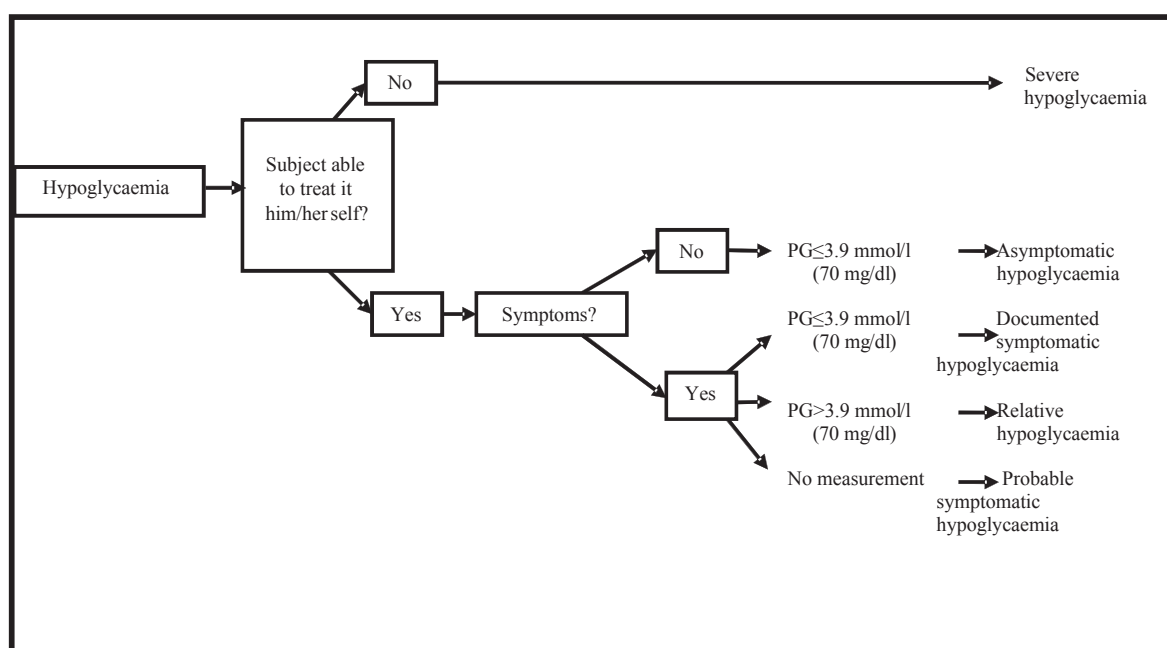 No
Severe
hypoglycaemia
Hypoglycaemia
Subject able
to treat it
him/her self?
No
PG≤3.9 mmol/l
(70 mg/dl)
Asymptomatic
hypoglycaemia
Yes
Symptoms?
PG≤3.9 mmol/l
(70 mg/dl)
Documented
symptomatic
hypoglycaemia
Yes
PG>3.9 mmol/l
(70 mg/dl)
Relative
hypoglycaemia
No measurement
Probable
symptomatic
hypoglycaemia